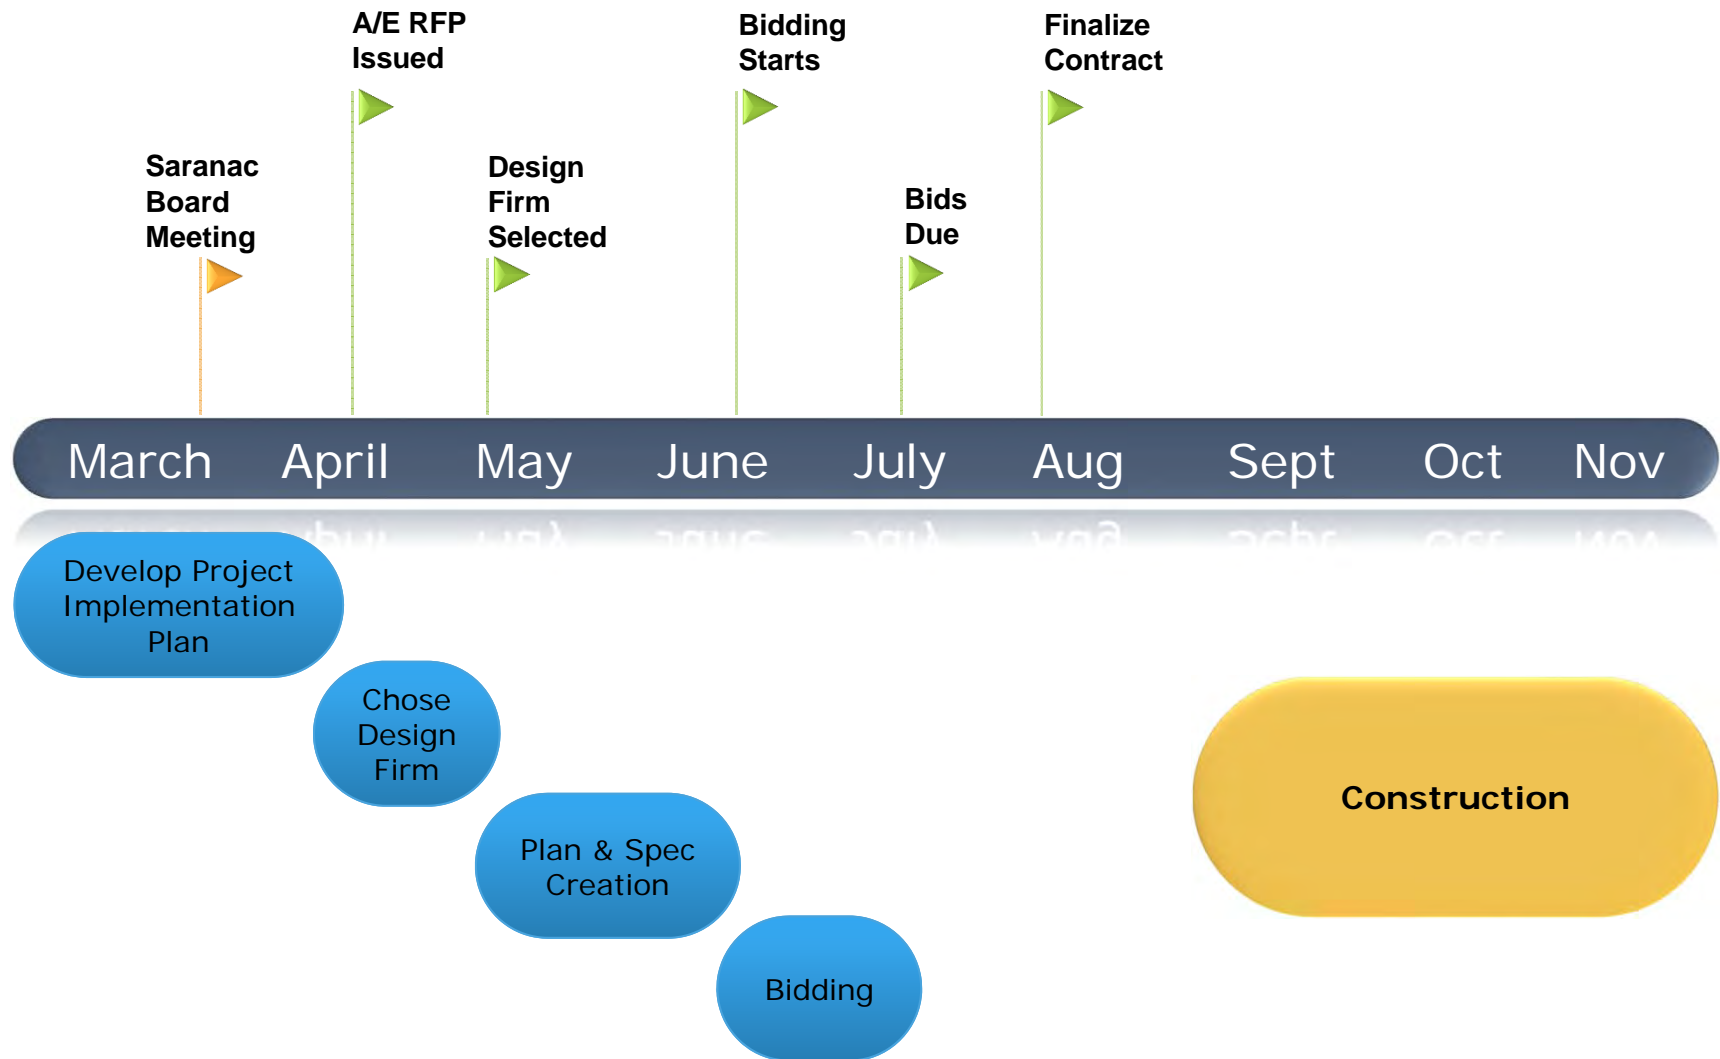 A/E RFP
Issued
Bidding
Starts
Finalize
Contract
Saranac
Board
Meeting
Design
Firm
Selected
Bids
Due
March April May June July Aug Sept Oct Nov
Develop Project
Implementation
Plan
Chose
Design
Firm
Plan & Spec
Creation
Bidding
Construction